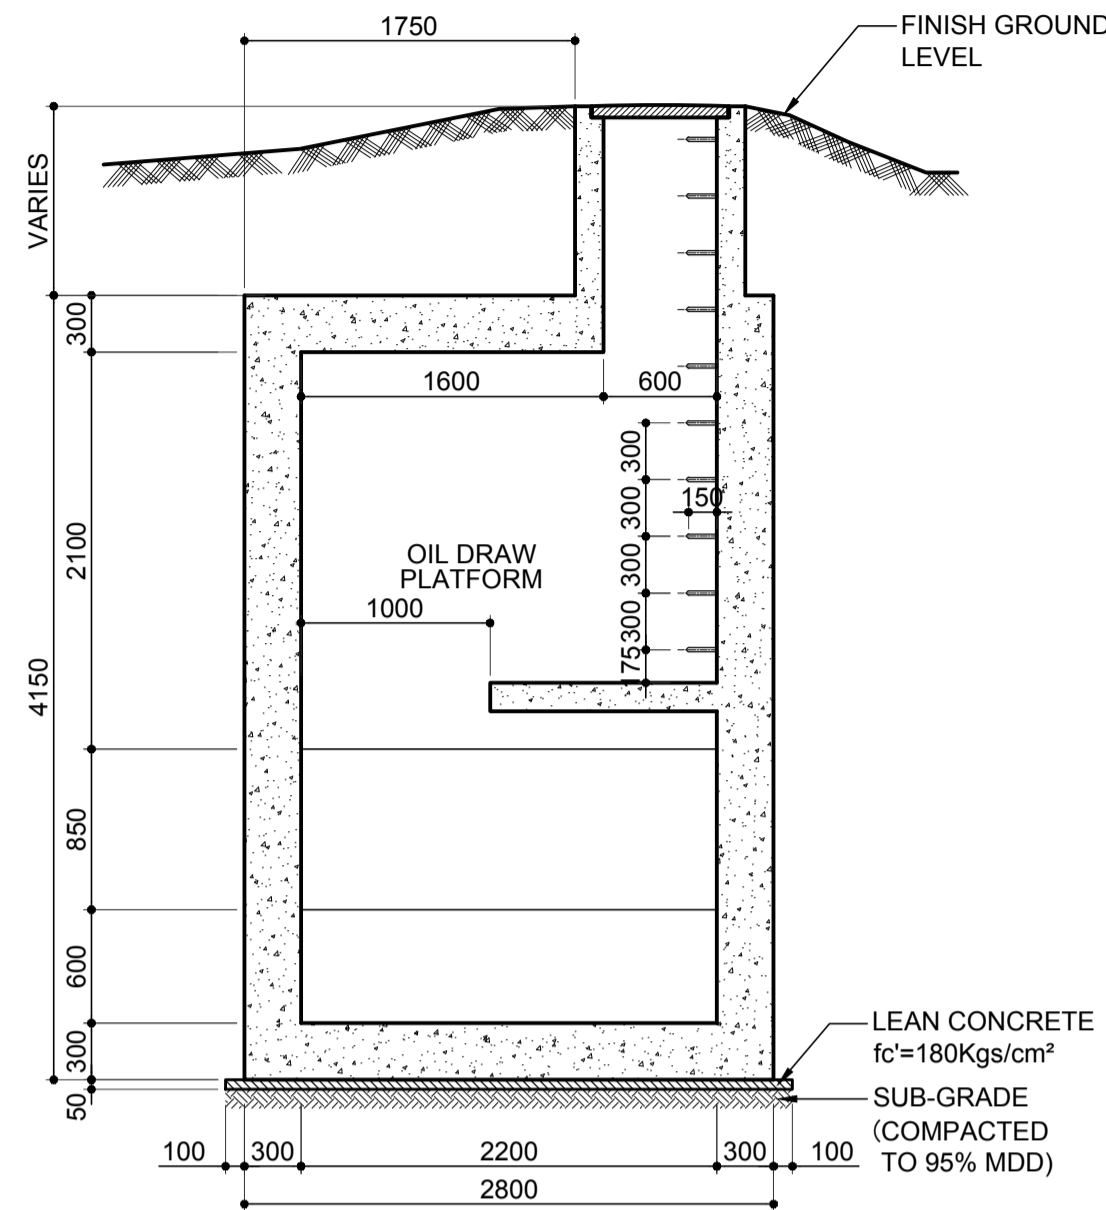 1750
FINISH GROUND
LEVEL
VARIES
300
1600
600
300
300
150
2100
300
OIL DRAW
PLATFORM
1000
300
175
4150
850
600
300
LEAN CONCRETE
fc'=180Kgs/cm²
50
SUB-GRADE
(COMPACTED
TO 95% MDD)
100
300
2200
300
100
2800